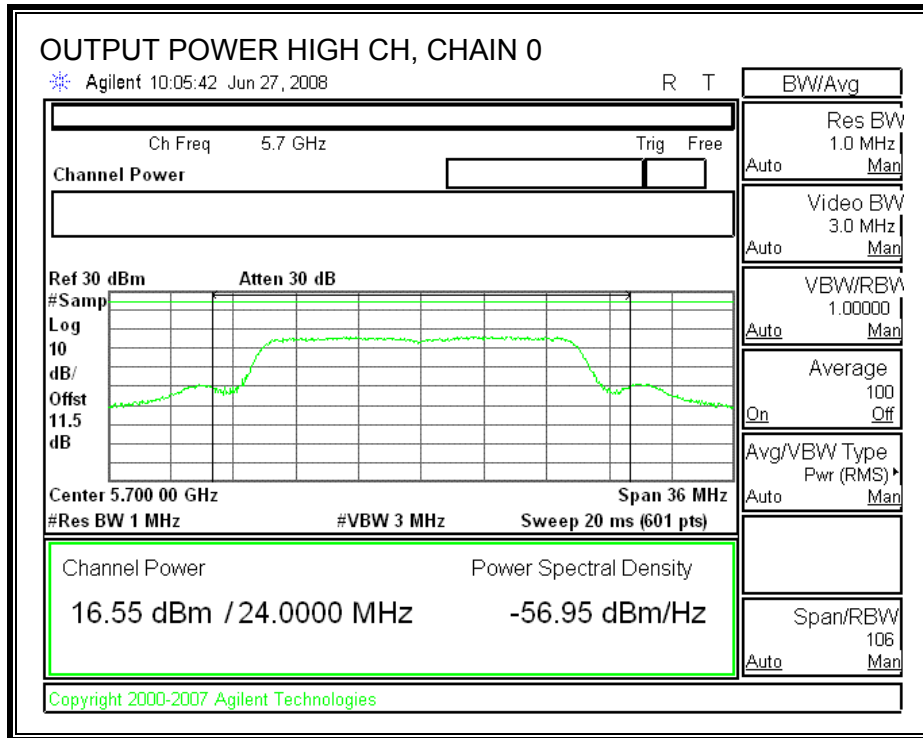 OUTPUT POWER HIGH CH, CHAIN 0
Agilent 10:05:42 Jun 27, 2008 R T
BW/Avg
Ch Freq 5.7 GHz Trig Free
Channel Power
Res BW
1.0 MHz
Auto Man
Video BW
3.0 MHz
Auto Man
Ref 30 dBm Atten 30 dB
#Samp
Log
10
dB/
Offst
11.5
dB
VBW/RBW
1.00000
Auto Man
Average
100
On Off
Avg/VBW Type
Pwr (RMS)
Auto Man
Center 5.700 00 GHz Span 36 MHz
#Res BW 1 MHz #VBW 3 MHz Sweep 20 ms (601 pts)
Channel Power Power Spectral Density
16.55 dBm / 24.0000 MHz -56.95 dBm/Hz
Span/RBW
106
Auto Man
Copyright 2000-2007 Agilent Technologies